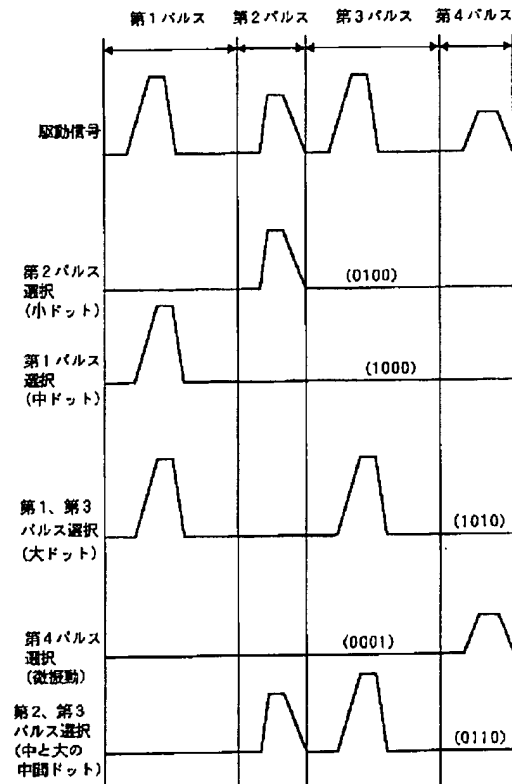 第1パルス 第2パルス 第3パルス 第4パルス
駆動信号
第2パルス
選択
(小ドット)
(0100)
第1パルス
選択
(中ドット)
(1000)
第1、第3
パルス選択
(大ドット)
(1010)
第4パルス
選択
(微振動)
(0001)
第2、第3
パルス選択
(中と大の
中間ドット)
(0110)